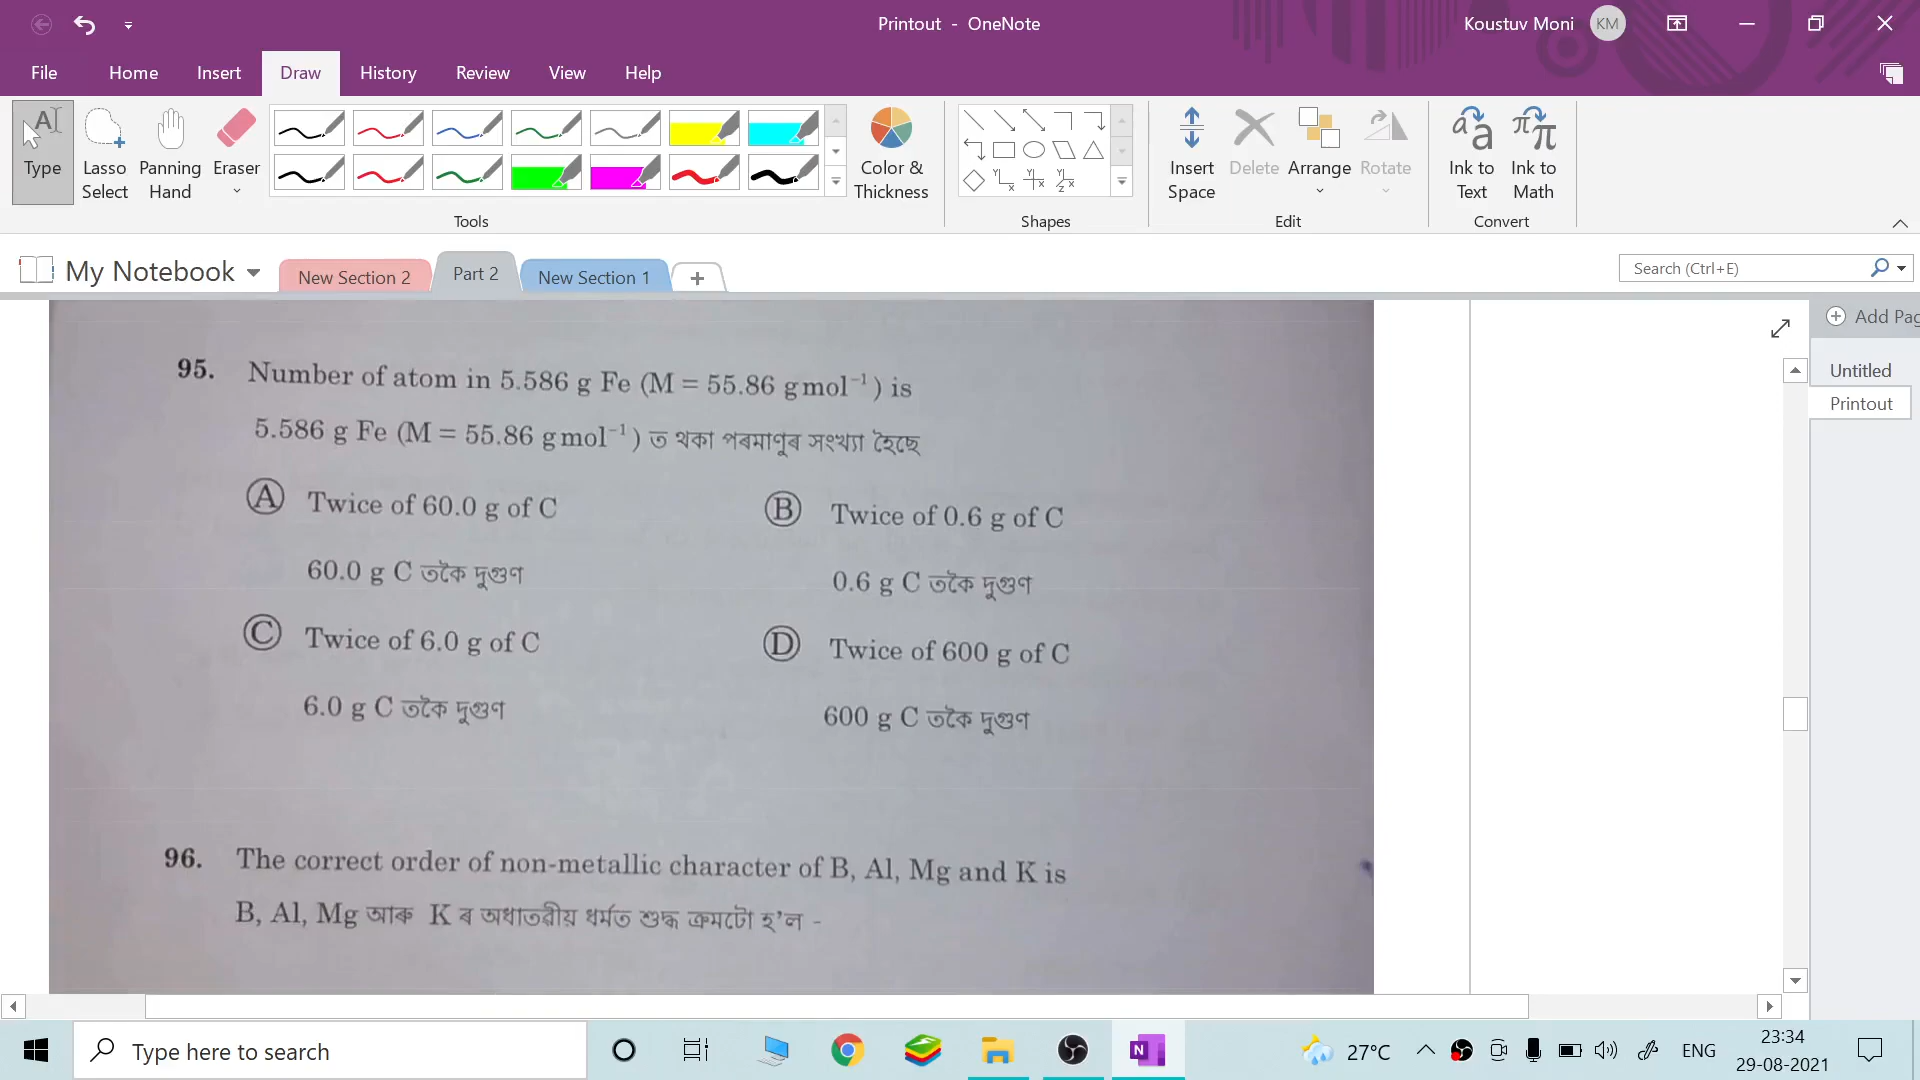 Printout - OneNote
Koustuv Moni KM
File Home Insert Draw History Review View Help
Type
Lasso Select
Panning Hand
Eraser
Color & Thickness
Insert Space
Delete
Arrange
Rotate
Ink to Text
Ink to Math
Tools Shapes Edit Convert
My Notebook New Section 2 Part 2 New Section 1 +
Search (Ctrl+E)
Add Pag
Untitled
Printout
95. Number of atom in 5.586 g Fe (M = 55.86 g mol⁻¹) is
5.586 g Fe (M = 55.86 g mol⁻¹) ত থকা পৰমাণুৰ সংখ্যা হৈছে
Ⓐ Twice of 60.0 g of C Ⓑ Twice of 0.6 g of C
60.0 g C তকৈ দুগুণ 0.6 g C তকৈ দুগুণ
Ⓒ Twice of 6.0 g of C Ⓓ Twice of 600 g of C
6.0 g C তকৈ দুগুণ 600 g C তকৈ দুগুণ
96. The correct order of non-metallic character of B, Al, Mg and K is
B, Al, Mg আৰু K ৰ অধাতৱীয় ধৰ্মত শুদ্ধ ক্ৰমটো হ'ল -
Type here to search
27°C
ENG
23:34
29-08-2021